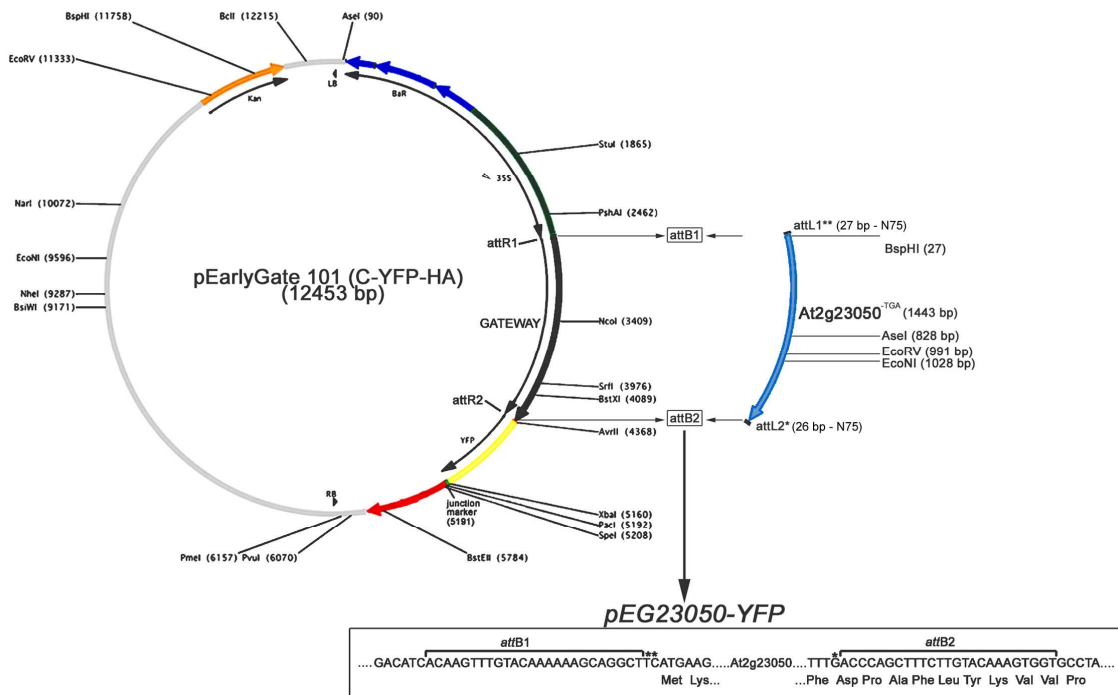 BspHI (11758)
BclI (12215)
AseI (90)
EcoRV (11333)
Kan
LB
BaR
StuI (1865)
35S
PshAI (2462)
NarI (10072)
attR1
attB1
attL1** (27 bp - N75)
BspHI (27)
EcoNI (9596)
pEarlyGate 101 (C-YFP-HA)
(12453 bp)
NheI (9287)
BsiWI (9171)
GATEWAY
NcoI (3409)
At2g23050-TGA (1443 bp)
AseI (828 bp)
EcoRV (991 bp)
EcoNI (1028 bp)
SrfI (3976)
BstXI (4089)
attR2
attB2
attL2* (26 bp - N75)
AvrII (4368)
YFP
RB
junction
marker
(5191)
XbaI (5160)
PacI (5192)
SpeI (5208)
PmeI (6157)
PvuI (6070)
BstEII (5784)
pEG23050-YFP
attB1
attB2
....GACATCACAAGTTTGTACAAAAAAGCAGGCTTC**ATGAAG.....At2g23050....TTTG*ACCCAGCTTTCTTGTACAAAGTGGTGCCTA....
Met Lys...
...Phe Asp Pro Ala Phe Leu Tyr Lys Val Val Pro